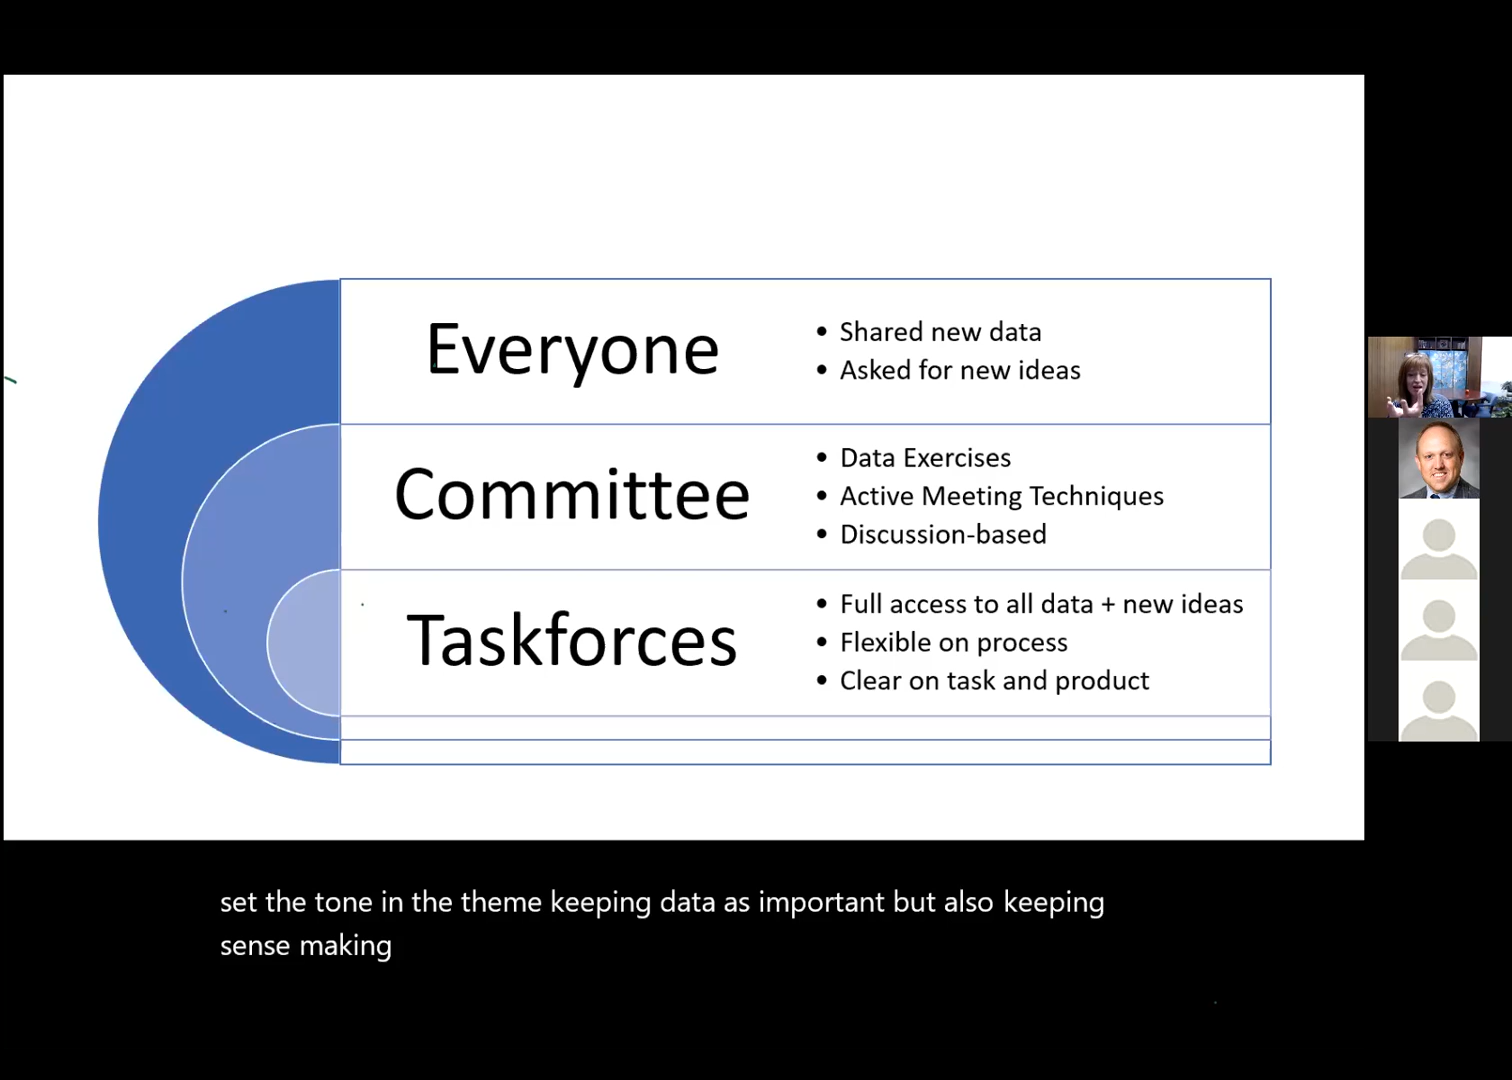 Everyone
• Shared new data
• Asked for new ideas
Committee
• Data Exercises
• Active Meeting Techniques
• Discussion-based
Taskforces
• Full access to all data + new ideas
• Flexible on process
• Clear on task and product
set the tone in the theme keeping data as important but also keeping
sense making